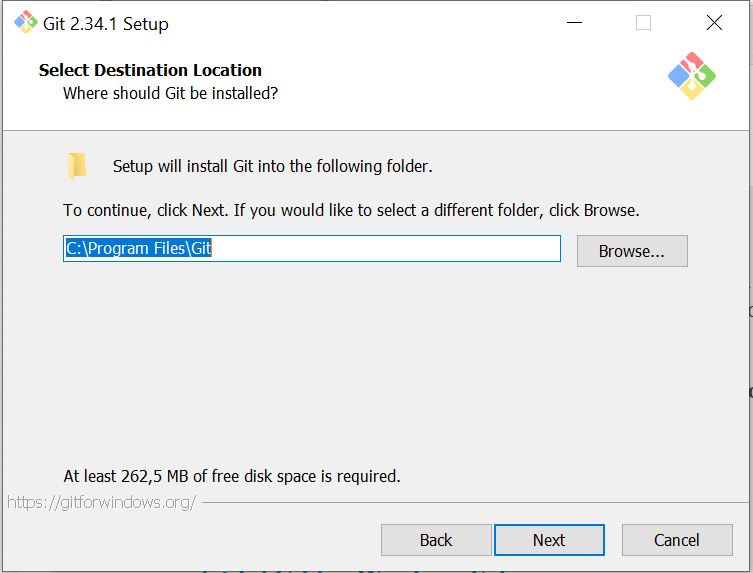 Git 2.34.1 Setup
Select Destination Location
Where should Git be installed?
Setup will install Git into the following folder.
To continue, click Next. If you would like to select a different folder, click Browse.
C:\Program Files\Git
Browse...
At least 262,5 MB of free disk space is required.
https://gitforwindows.org/
Back
Next
Cancel